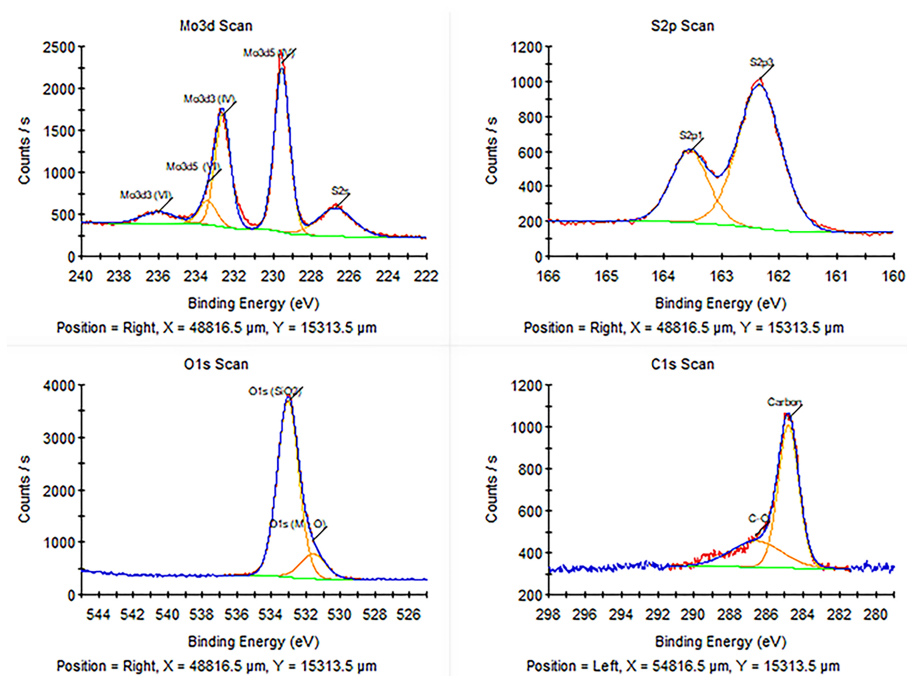 Mo3d Scan
2500
2000
1500
1000
500
0
Counts / s
Mo3d5 (IV)
Mo3d3 (IV)
Mo3d5 (VI)
Mo3d3 (VI)
S2s
240 238 236 234 232 230 228 226 224 222
Binding Energy (eV)
Position = Right, X = 48816.5 µm, Y = 15313.5 µm
S2p Scan
1200
1000
800
600
400
200
0
Counts / s
S2p3
S2p1
166 165 164 163 162 161 160
Binding Energy (eV)
Position = Right, X = 48816.5 µm, Y = 15313.5 µm
O1s Scan
4000
3000
2000
1000
0
Counts / s
O1s (SiO2)
O1s (M O)
544 542 540 538 536 534 532 530 528 526
Binding Energy (eV)
Position = Right, X = 48816.5 µm, Y = 15313.5 µm
C1s Scan
1200
1000
800
600
400
200
Counts / s
Carbon
C-O
298 296 294 292 290 288 286 284 282 280
Binding Energy (eV)
Position = Left, X = 54816.5 µm, Y = 15313.5 µm